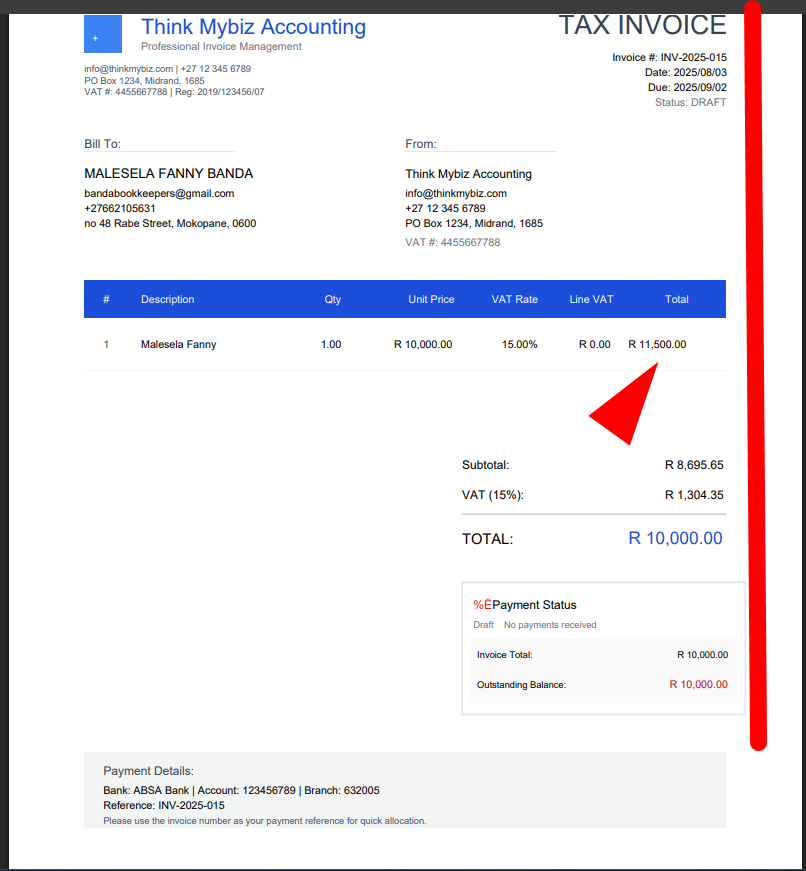 +
Think Mybiz Accounting
Professional Invoice Management
info@thinkmybiz.com | +27 12 345 6789
PO Box 1234, Midrand, 1685
VAT #: 4455667788 | Reg: 2019/123456/07
TAX INVOICE
Invoice #: INV-2025-015
Date: 2025/08/03
Due: 2025/09/02
Status: DRAFT
Bill To:
MALESELA FANNY BANDA
bandabookkeepers@gmail.com
+27662105631
no 48 Rabe Street, Mokopane, 0600
From:
Think Mybiz Accounting
info@thinkmybiz.com
+27 12 345 6789
PO Box 1234, Midrand, 1685
VAT #: 4455667788
# Description Qty Unit Price VAT Rate Line VAT Total
1 Malesela Fanny 1.00 R 10,000.00 15.00% R 0.00 R 11,500.00
Subtotal: R 8,695.65
VAT (15%): R 1,304.35
TOTAL: R 10,000.00
%ËPayment Status
Draft No payments received
Invoice Total: R 10,000.00
Outstanding Balance: R 10,000.00
Payment Details:
Bank: ABSA Bank | Account: 123456789 | Branch: 632005
Reference: INV-2025-015
Please use the invoice number as your payment reference for quick allocation.